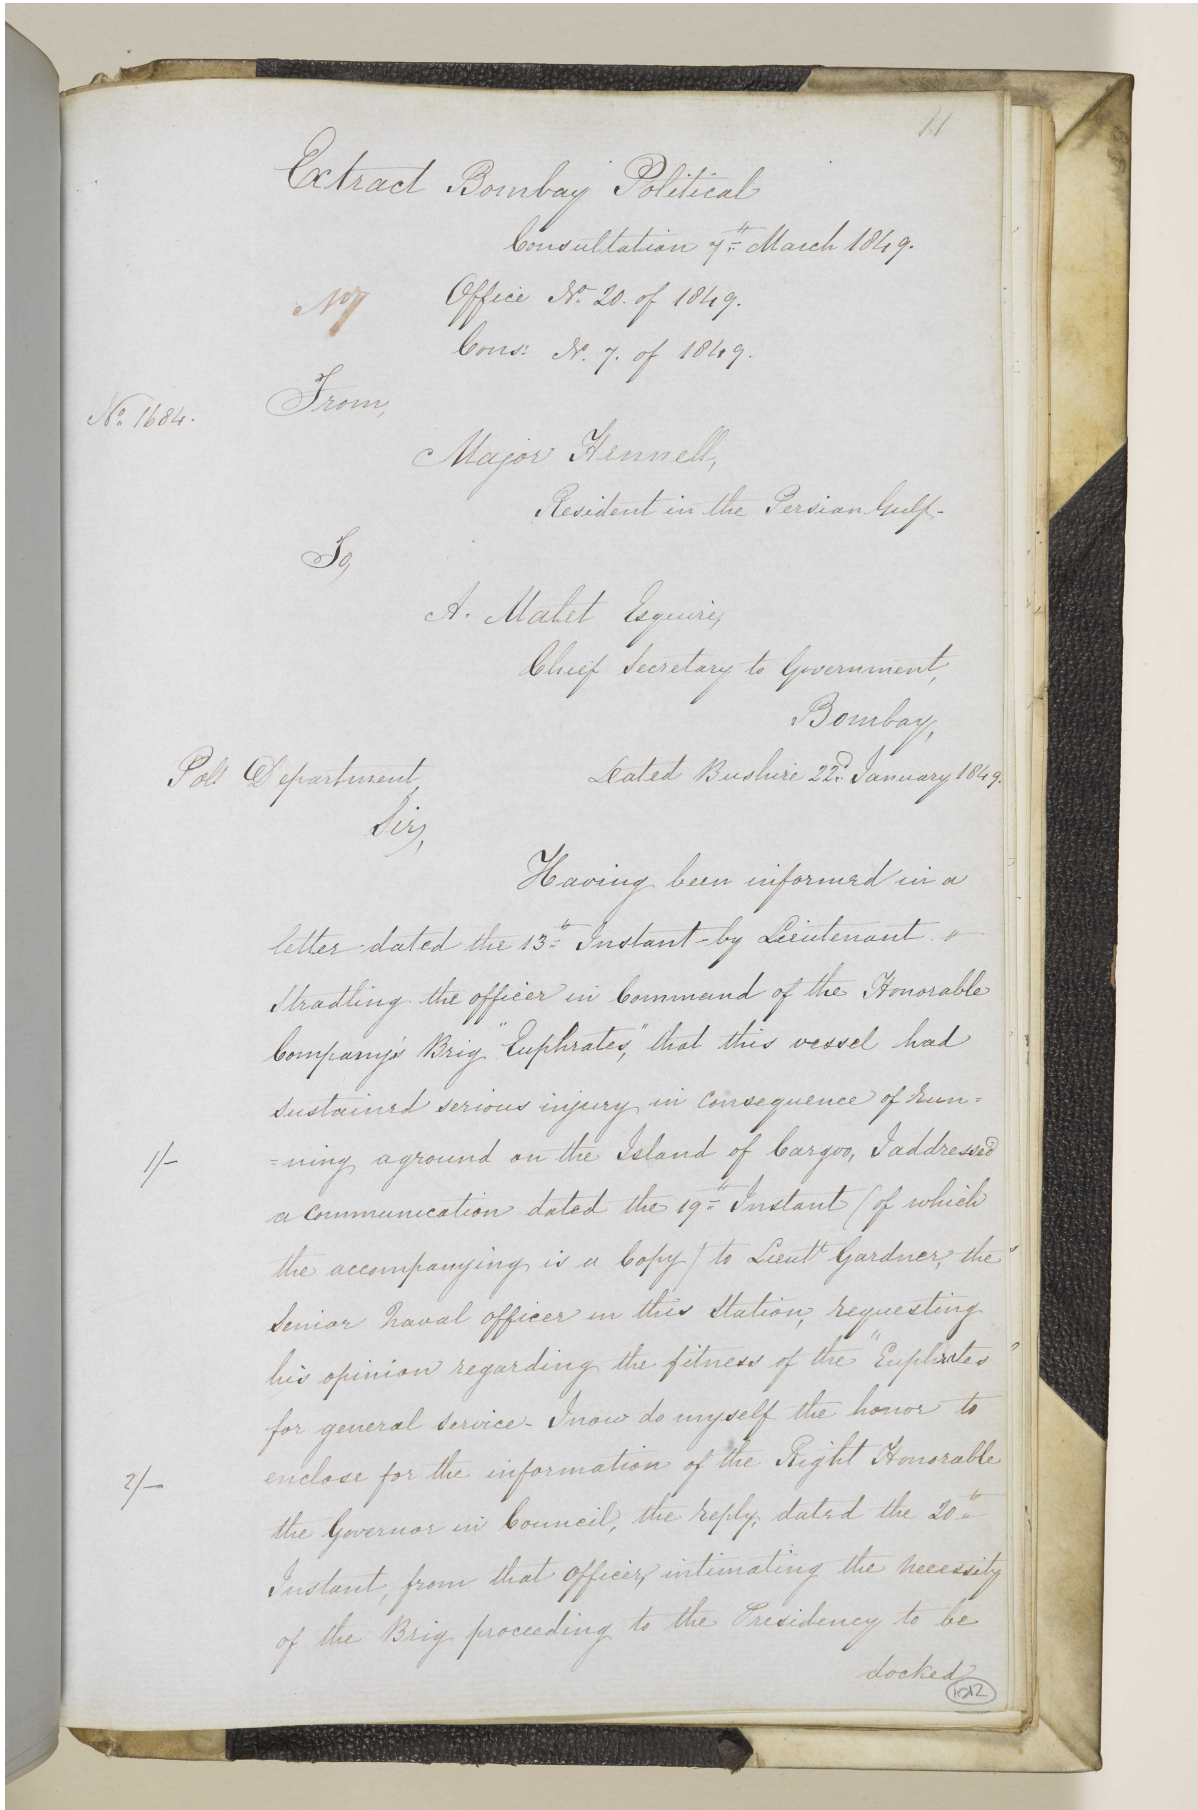 11
Extract Bombay Political
Consultation 7th March 1849.
No 7
Office No. 20. of 1849.
Cons: No. 7. of 1849.
No. 1684.
From,
Major Hennell,
Resident in the Persian Gulf.
To,
A. Malet Esquire,
Chief Secretary to Government,
Bombay,
Poll Department
Dated Bushire 22d. January 1849.
Sir,
Having been informed in a
letter dated the 13th Instant by Lieutenant
Stradling the officer in Command of the Honorable
Company's Brig "Euphrates," that this vessel had
sustained serious injury in consequence of run=
1/-
=ning aground on the Island of Cargoo, I addressed
a communication dated the 19th Instant (of which
the accompanying is a Copy) to Lieutt Gardner, the
Senior Naval officer in this Station, requesting
his opinion regarding the fitness of the "Euphrates"
for general service - I now do myself the honor to
2/-
enclose for the information of the Right Honorable
the Governor in Council, the reply, dated the 20th
Instant, from that officer, intimating the necessity
of the Brig proceeding to the Presidency to be
docked